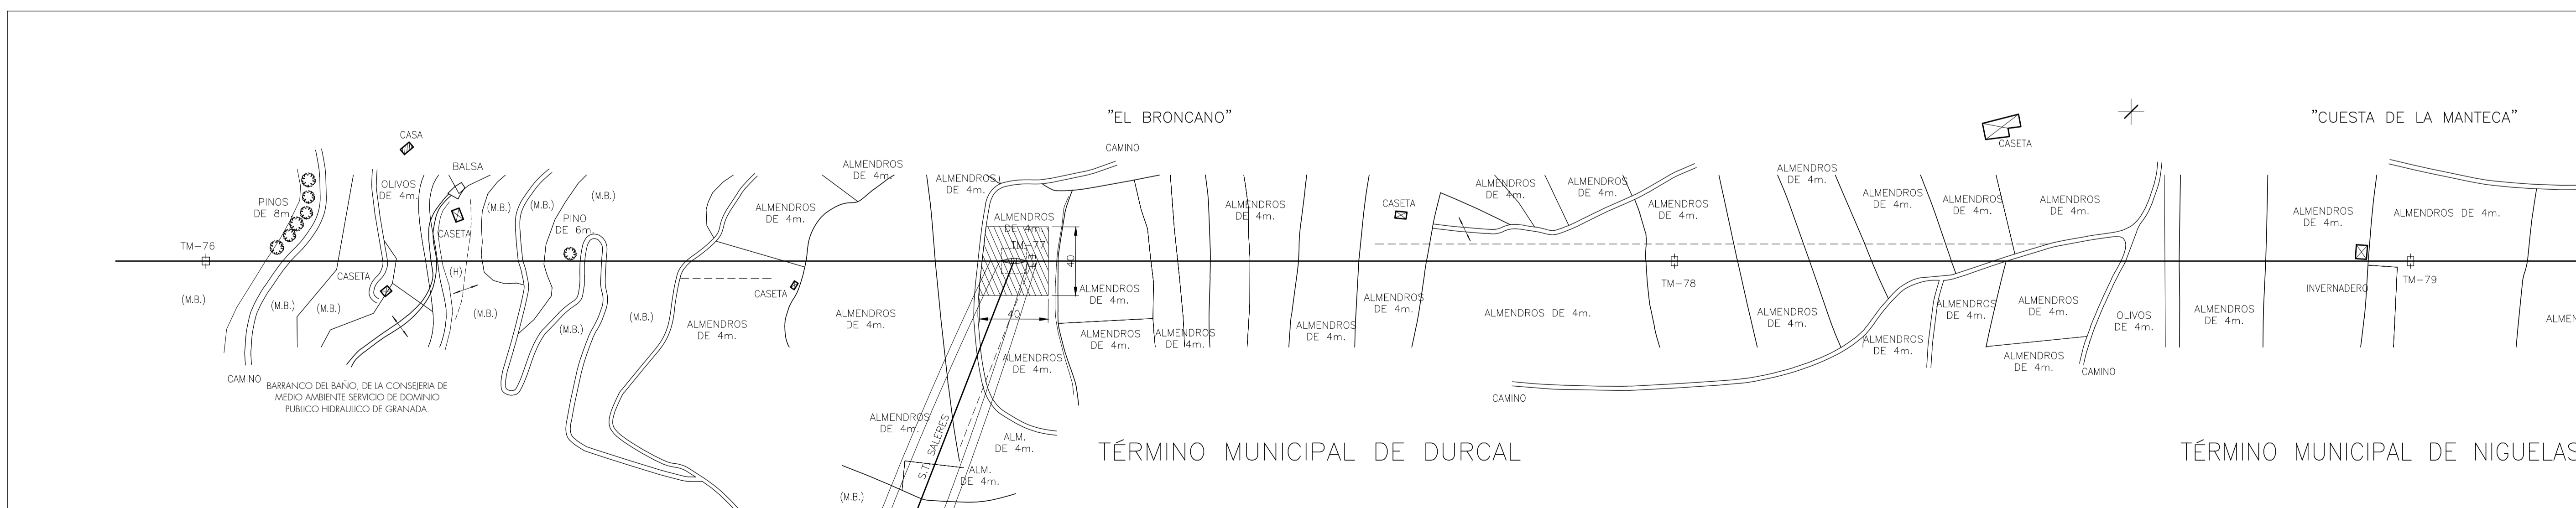 "EL BRONCANO"
"CUESTA DE LA MANTECA"
CASA
CAMINO
CASETA
BALSA
ALMENDROS
DE 4m.
ALMENDROS
DE 4m.
OLIVOS
DE 4m.
(M.B.)
(M.B.)
(M.B.)
PINOS
DE 8m.
PINO
DE 6m.
ALMENDROS
DE 4m.
ALMENDROS
DE 4m.
ALMENDROS
DE 4m.
CASETA
ALMENDROS
DE 4m.
ALMENDROS
DE 4m.
ALMENDROS
DE 4m.
ALMENDROS
DE 4m.
ALMENDROS
DE 4m.
ALMENDROS
DE 4m.
ALMENDROS
DE 4m.
ALMENDROS
DE 4m.
ALMENDROS DE 4m.
CASETA
TM-76
TM-77
13
40
40
(H)
CASETA
CASETA
TM-78
TM-79
INVERNADERO
(M.B.)
(M.B.)
(M.B.)
(M.B.)
(M.B.)
(M.B.)
ALMENDROS
DE 4m.
ALMENDROS
DE 4m.
ALMENDROS
DE 4m.
ALMENDROS
DE 4m.
ALMENDROS
DE 4m.
ALMENDROS
DE 4m.
ALMENDROS
DE 4m.
ALMENDROS DE 4m.
ALMENDROS
DE 4m.
ALMENDROS
DE 4m.
ALMENDROS
DE 4m.
ALMENDROS
DE 4m.
OLIVOS
DE 4m.
ALMENDROS
DE 4m.
ALMEN
ALMENDROS
DE 4m.
ALMENDROS
DE 4m.
CAMINO
CAMINO
CAMINO
BARRANCO DEL BAÑO, DE LA CONSEJERIA DE
MEDIO AMBIENTE SERVICIO DE DOMINIO
PUBLICO HIDRAULICO DE GRANADA.
ALMENDROS
DE 4m.
S.T. SALERES
ALM.
DE 4m.
ALM.
DE 4m.
(M.B.)
TÉRMINO MUNICIPAL DE DURCAL
TÉRMINO MUNICIPAL DE NIGUELAS